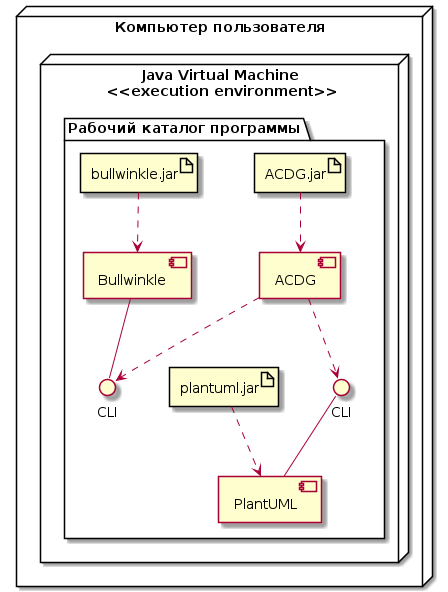 Компьютер пользователя
Java Virtual Machine
<<execution environment>>
Рабочий каталог программы
bullwinkle.jar
ACDG.jar
Bullwinkle
ACDG
CLI
plantuml.jar
CLI
PlantUML